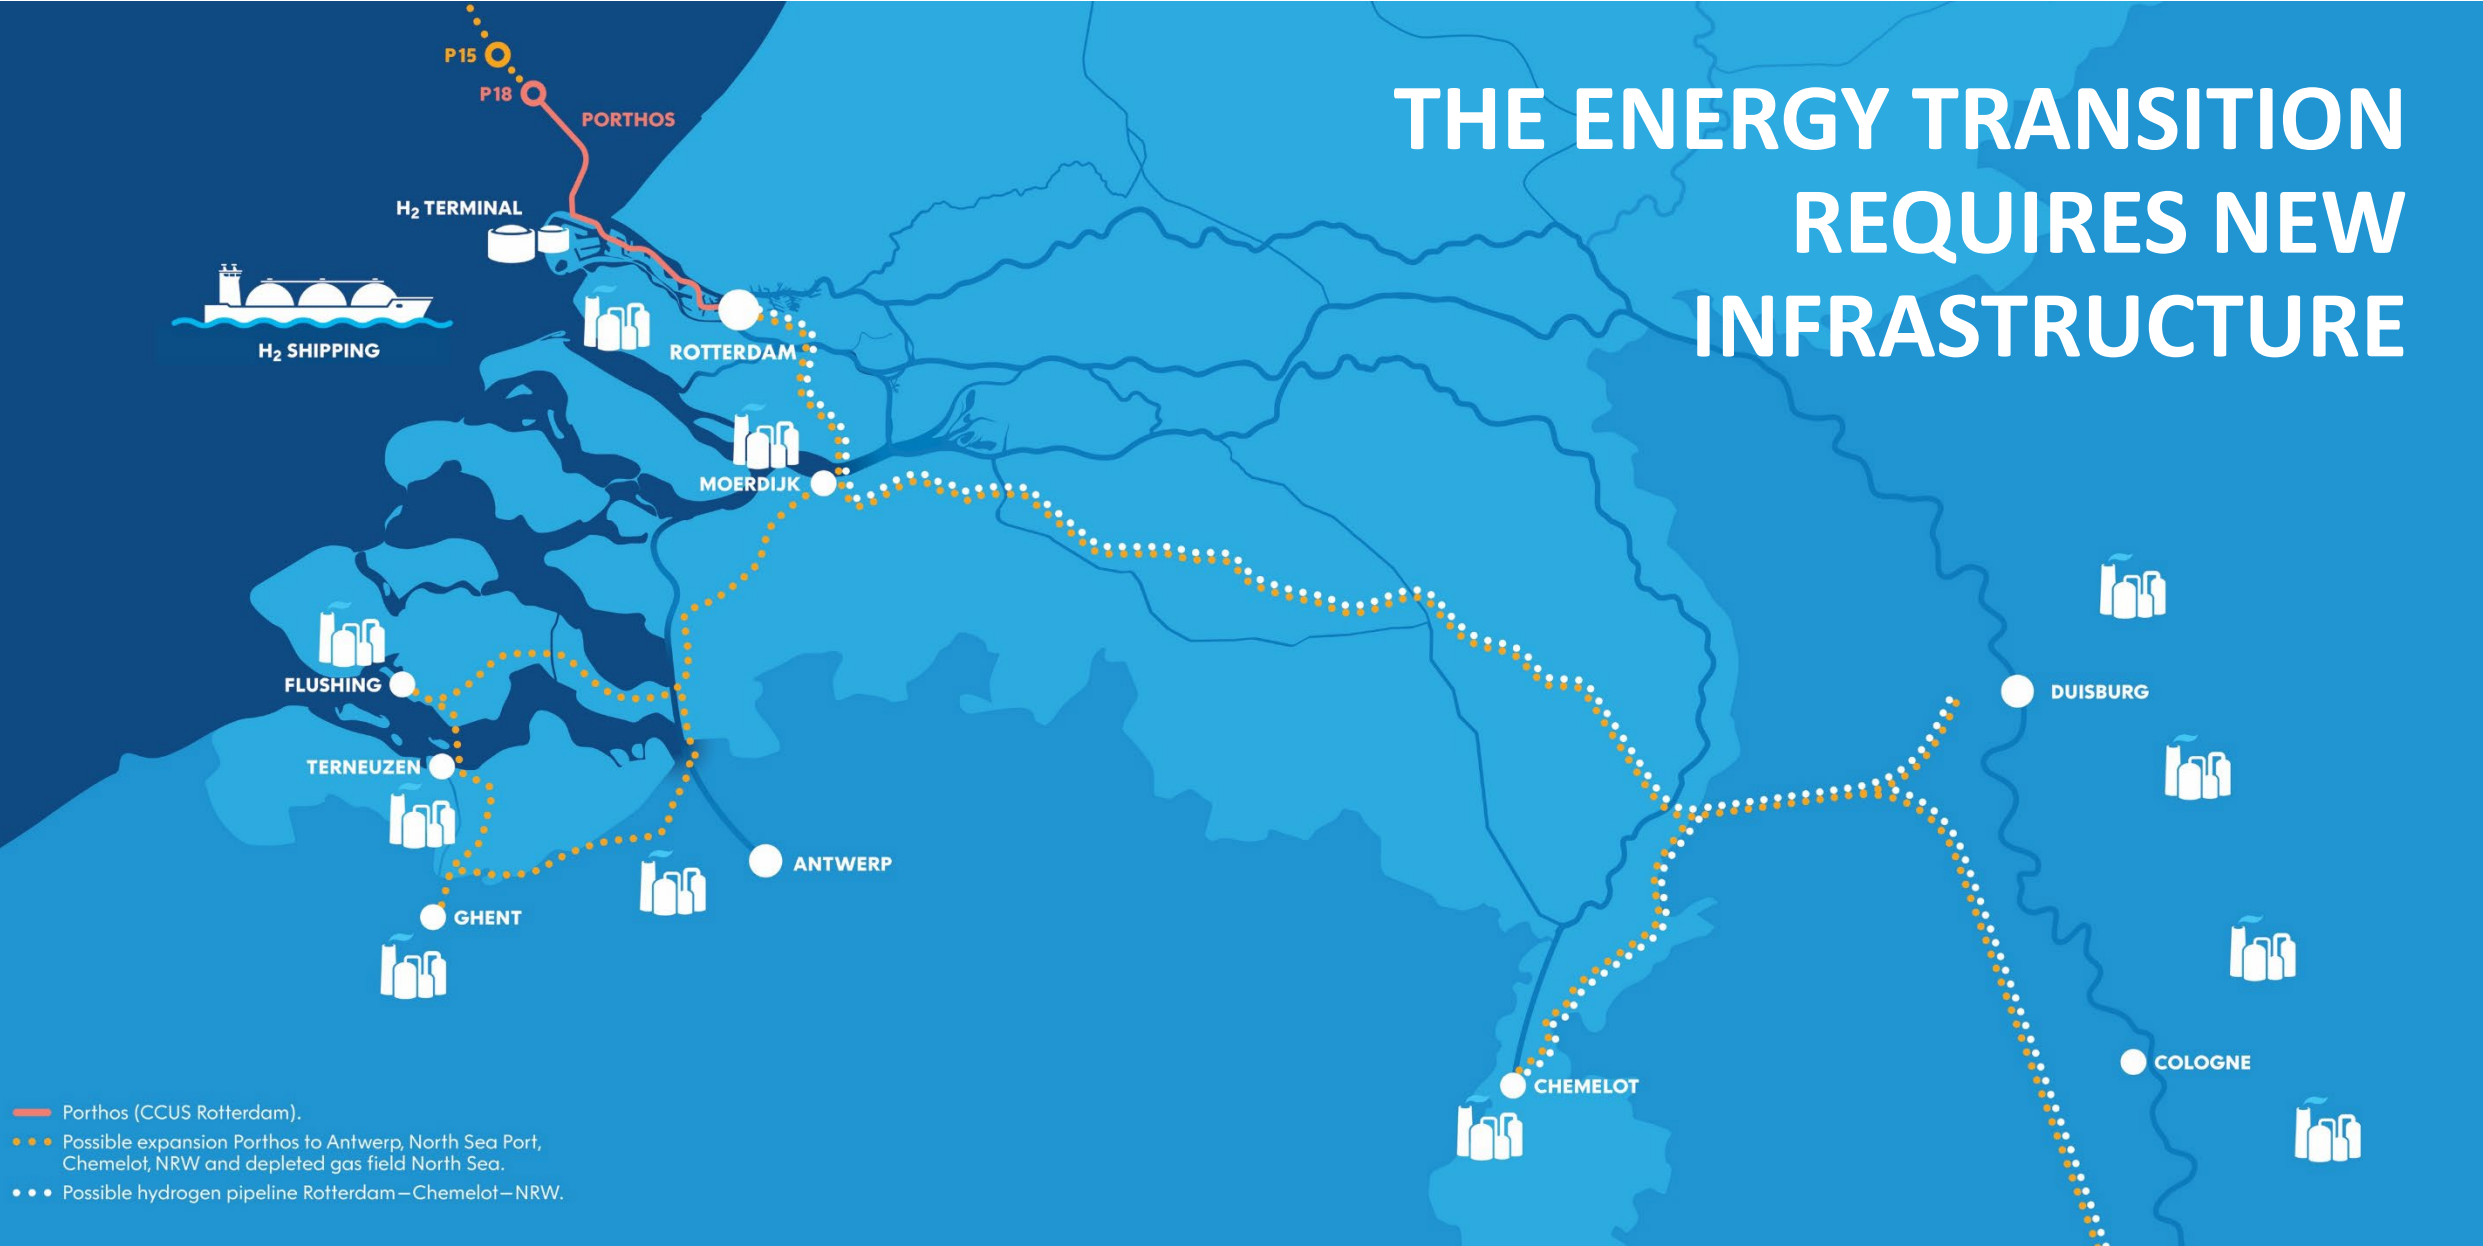 THE ENERGY TRANSITION
REQUIRES NEW
INFRASTRUCTURE
P15
P18
PORTHOS
H₂ TERMINAL
H₂ SHIPPING
ROTTERDAM
MOERDIJK
FLUSHING
DUISBURG
TERNEUZEN
ANTWERP
GHENT
COLOGNE
CHEMELOT
Porthos (CCUS Rotterdam).
Possible expansion Porthos to Antwerp, North Sea Port,
Chemelot, NRW and depleted gas field North Sea.
Possible hydrogen pipeline Rotterdam–Chemelot–NRW.